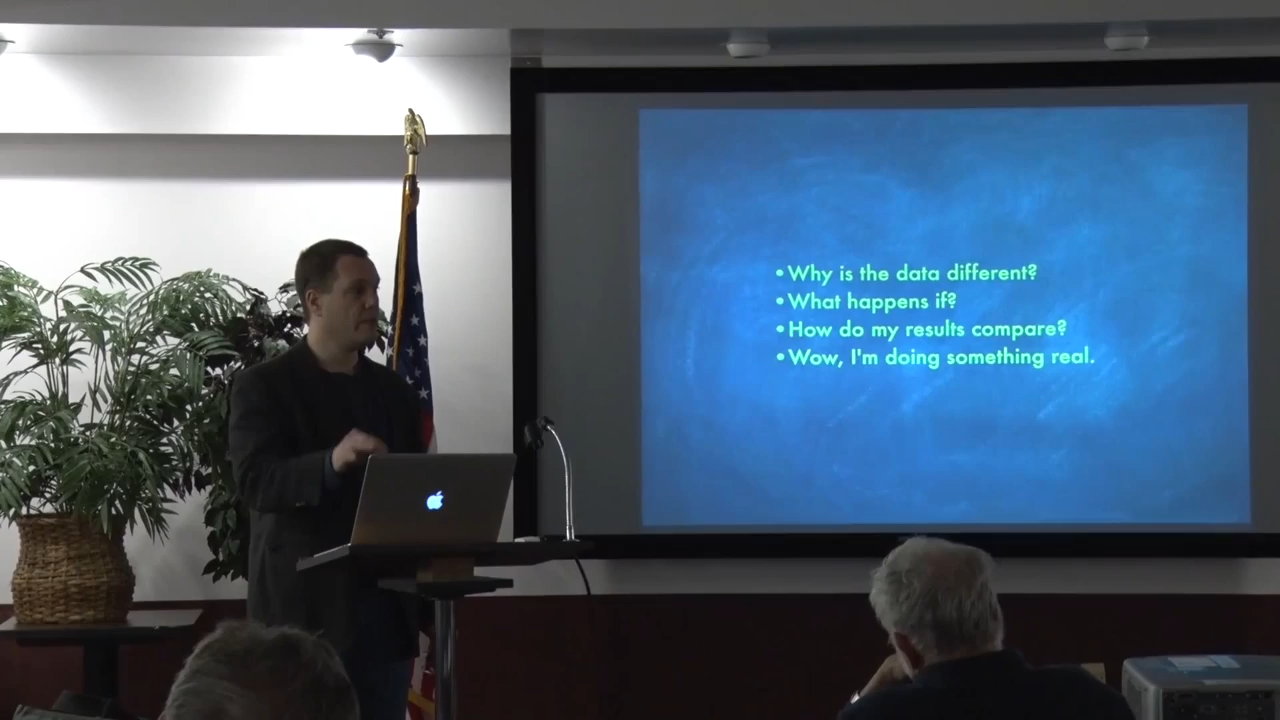 •Why is the data different?
•What happens if?
•How do my results compare?
•Wow, I'm doing something real.